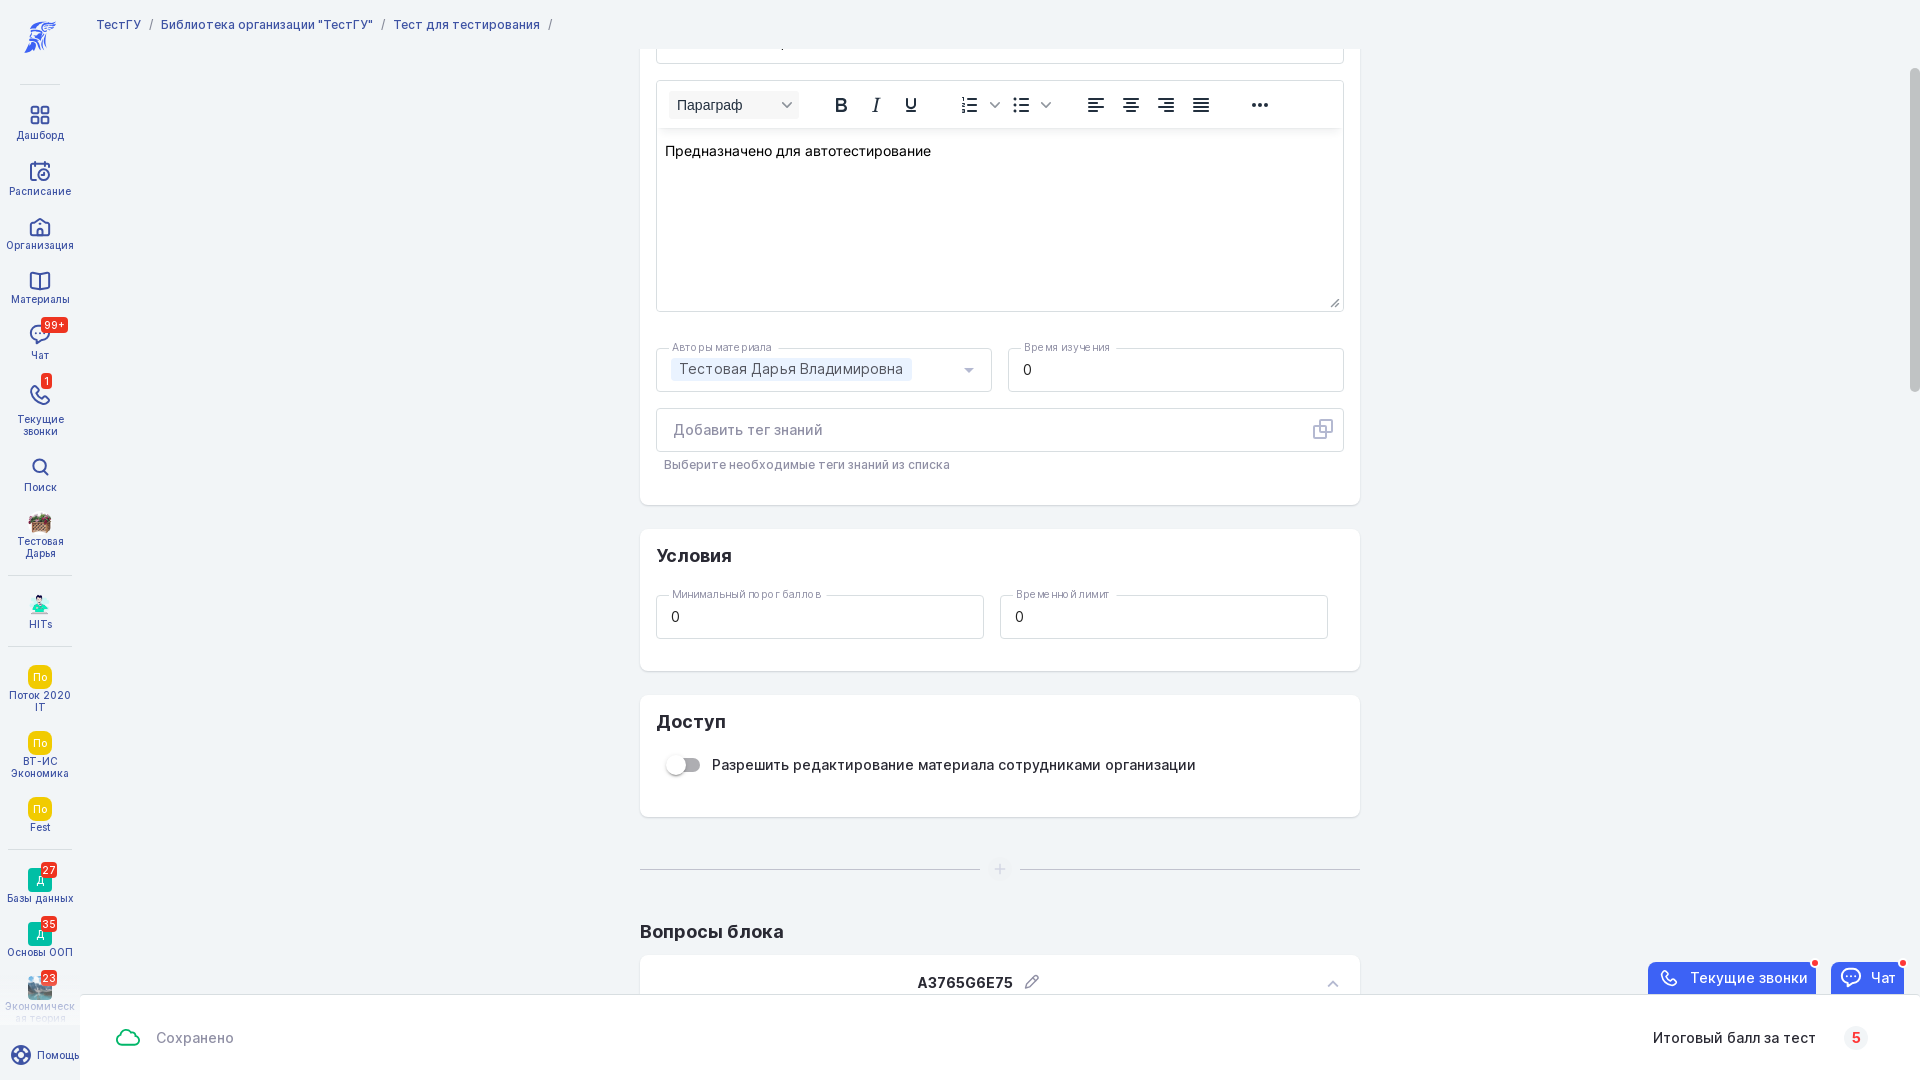 ТестГУ / Библиотека организации "ТестГУ" / Тест для тестирования /
Дашборд
Расписание
Организация
Материалы
99+
Чат
1
Текущие
звонки
Поиск
Тестовая
Дарья
HITs
По
Поток 2020
IT
По
ВТ-ИС
Экономика
По
Fest
27
Д
Базы данных
35
Д
Основы ООП
23
Экономическ
ая теория
Помощь
Параграф
Предназначено для автотестирование
Авторы материала
Тестовая Дарья Владимировна
Время изучения
0
Добавить тег знаний
Выберите необходимые теги знаний из списка
Условия
Минимальный порог баллов
0
Временной лимит
0
Доступ
Разрешить редактирование материала сотрудниками организации
Вопросы блока
A3765G6E75
Текущие звонки
Чат
Сохранено
Итоговый балл за тест 5